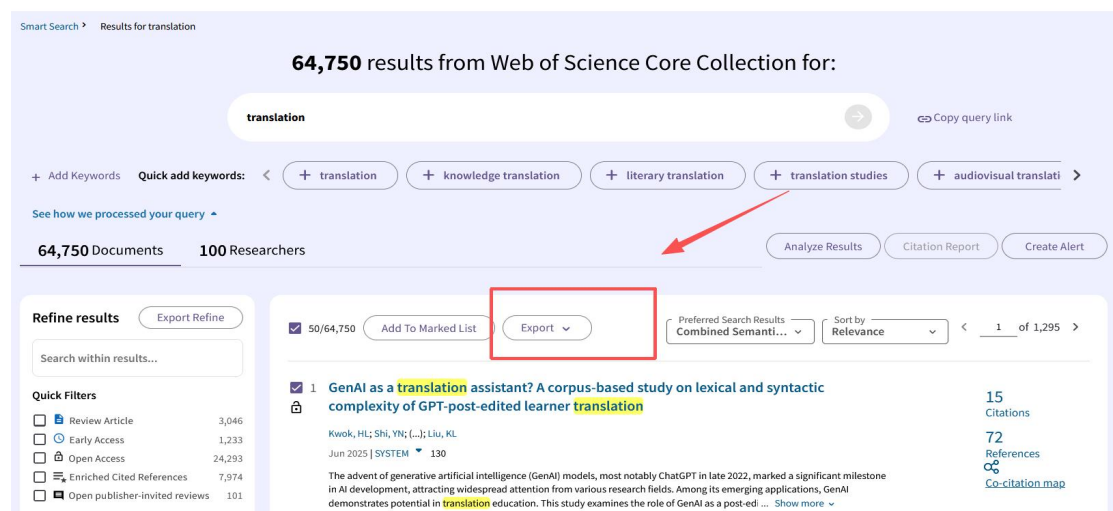 Smart Search > Results for translation
64,750 results from Web of Science Core Collection for:
translation
Copy query link
+ Add Keywords Quick add keywords: < + translation + knowledge translation + literary translation + translation studies + audiovisual translati >
See how we processed your query
64,750 Documents 100 Researchers
Analyze Results Citation Report Create Alert
Refine results Export Refine
50/64,750 Add To Marked List Export
Preferred Search Results
Combined Semanti...
Sort by
Relevance
< 1 of 1,295 >
Search within results...
Quick Filters
Review Article 3,046
Early Access 1,233
Open Access 24,293
Enriched Cited References 7,974
Open publisher-invited reviews 101
1 GenAI as a translation assistant? A corpus-based study on lexical and syntactic
complexity of GPT-post-edited learner translation
Kwok, HL; Shi, YN; (...); Liu, KL
Jun 2025 | SYSTEM 130
The advent of generative artificial intelligence (GenAI) models, most notably ChatGPT in late 2022, marked a significant milestone
in AI development, attracting widespread attention from various research fields. Among its emerging applications, GenAI
demonstrates potential in translation education. This study examines the role of GenAI as a post-edi ... Show more
15
Citations
72
References
Co-citation map